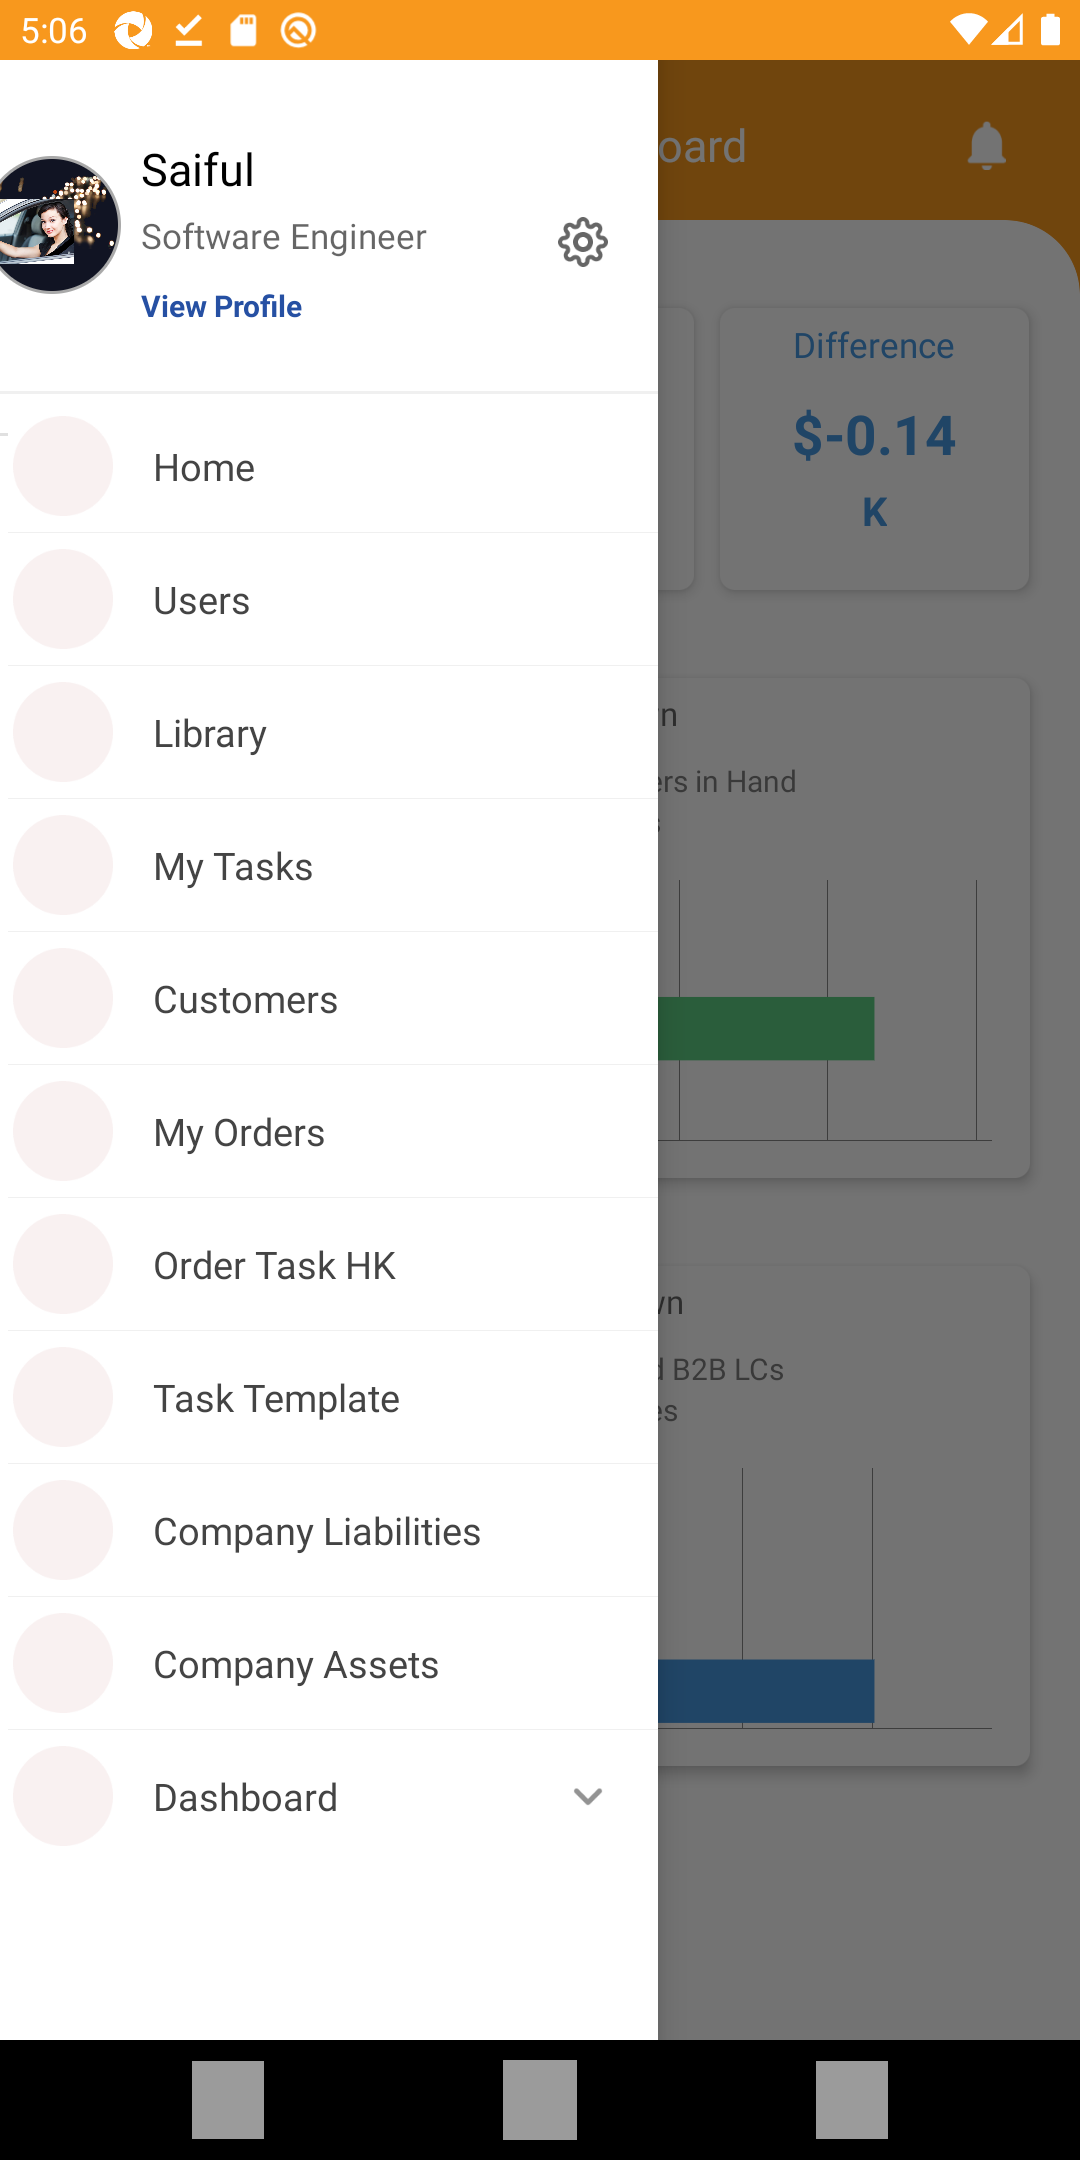 5:06
oard
Saiful
Software Engineer
View Profile
Difference
$-0.14
K
Home
Users
Library
My Tasks
Customers
My Orders
Order Task HK
Task Template
Company Liabilities
Company Assets
Dashboard
n
ers in Hand
s
wn
d B2B LCs
es